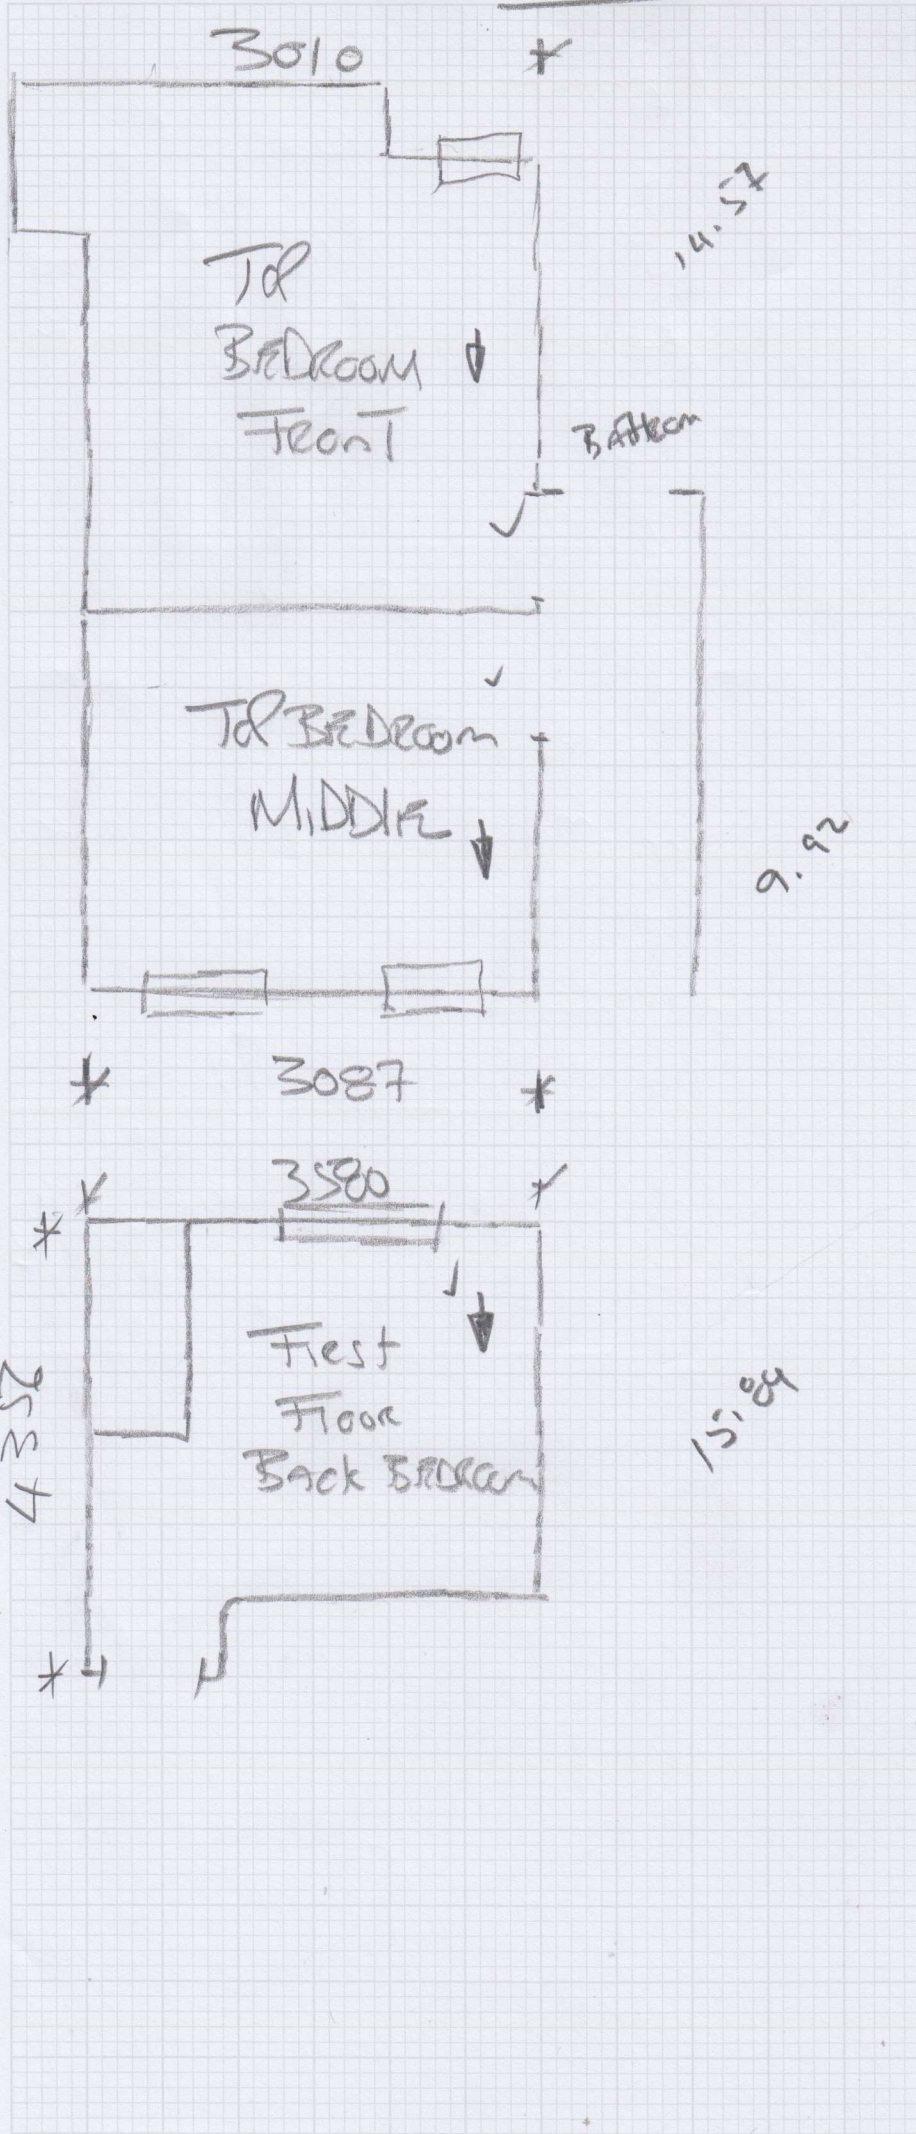 3010
14.57
Top
BEDROOM
FRONT
BATHROOM
Top BEDROOM
MIDDLE
9.92
3087
3580
4356
First
Floor
Back BEDROOM
15.84